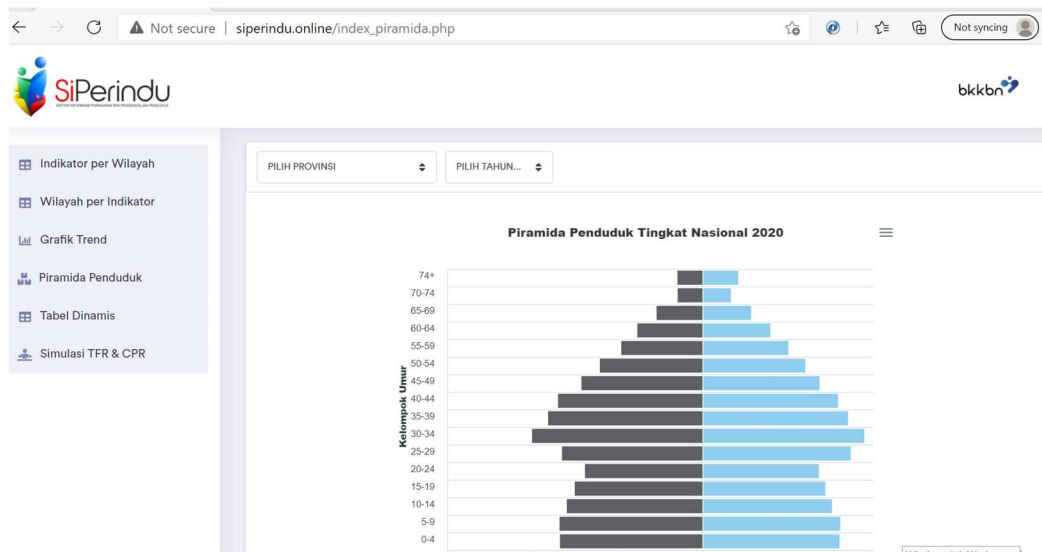 Not secure | siperindu.online/index_piramida.php
Not syncing
SiPerindu
bkkbn
Indikator per Wilayah
Wilayah per Indikator
Grafik Trend
Piramida Penduduk
Tabel Dinamis
Simulasi TFR & CPR
PILIH PROVINSI
PILIH TAHUN...
Piramida Penduduk Tingkat Nasional 2020
Kelompok Umur
74+
70-74
65-69
60-64
55-59
50-54
45-49
40-44
35-39
30-34
25-29
20-24
15-19
10-14
5-9
0-4